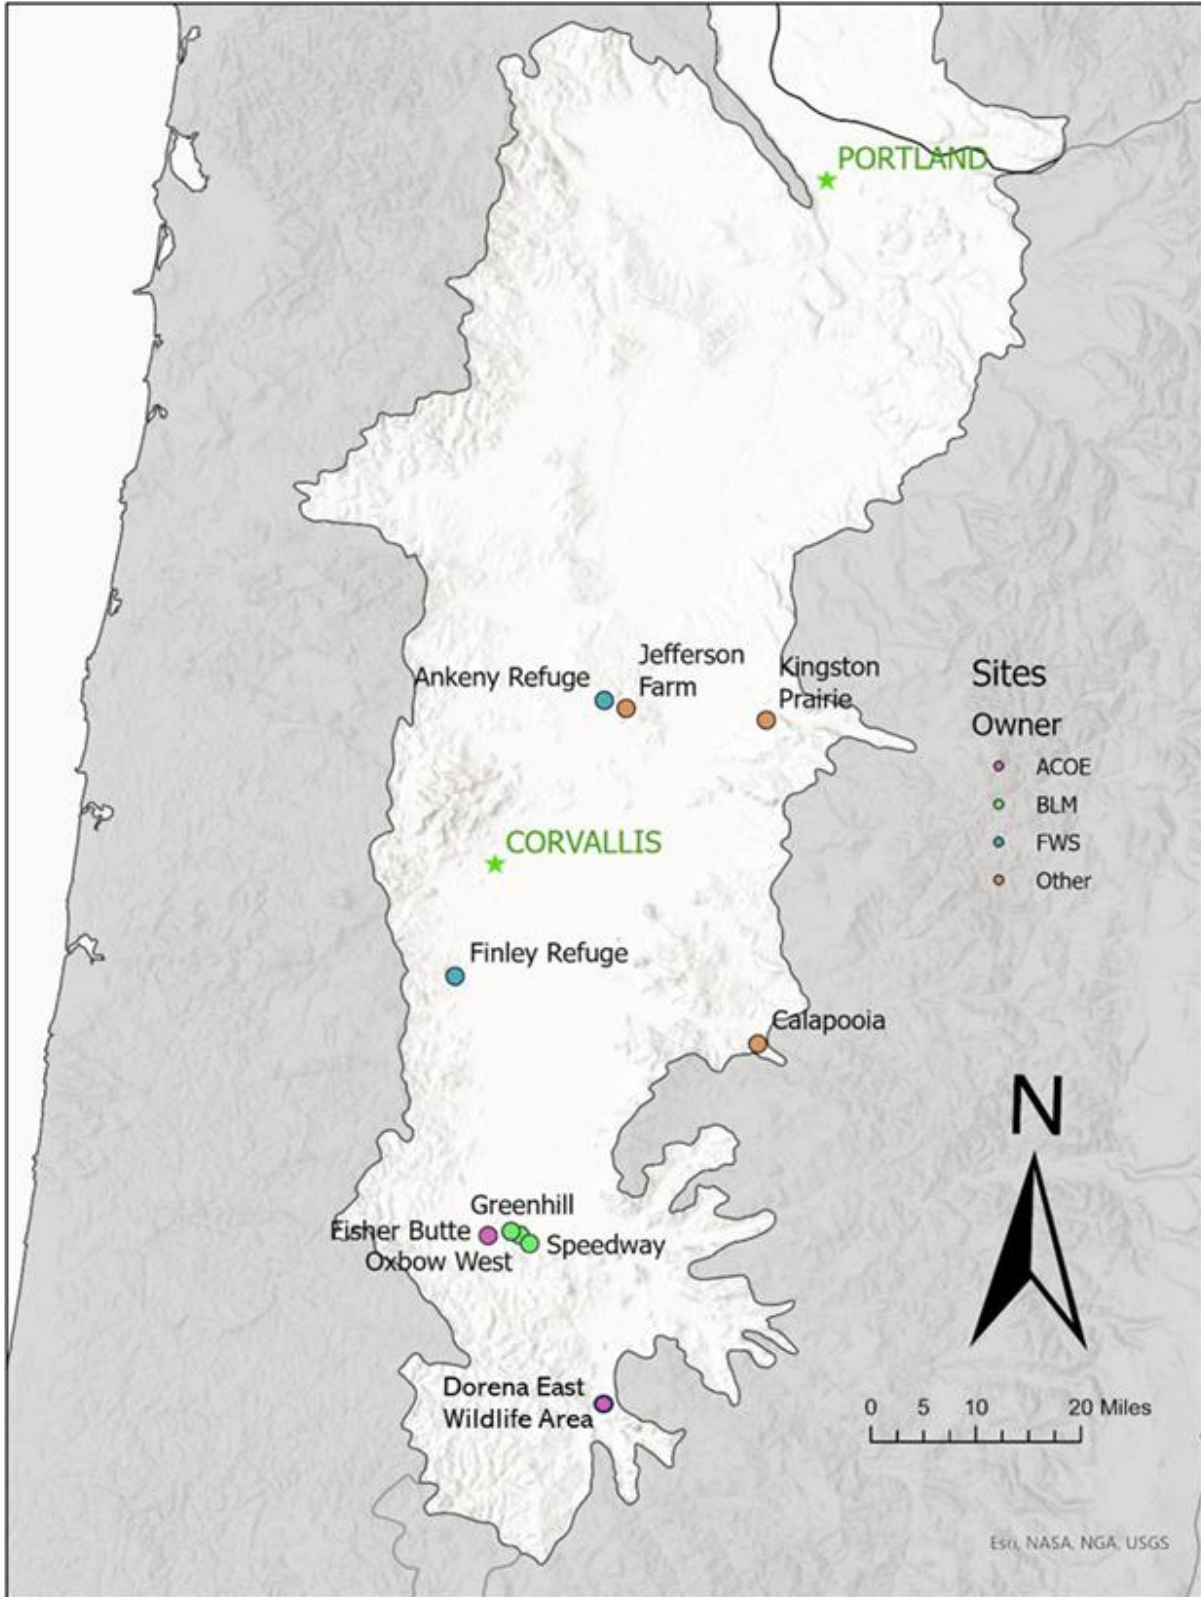 PORTLAND
Jefferson
Farm
Ankeny Refuge
Kingston
Prairie
Sites
Owner
ACOE
BLM
FWS
Other
CORVALLIS
Finley Refuge
Calapooia
N
Greenhill
Fisher Butte
Speedway
Oxbow West
Dorena East
Wildlife Area
0 5 10 20 Miles
Esri, NASA, NGA, USGS